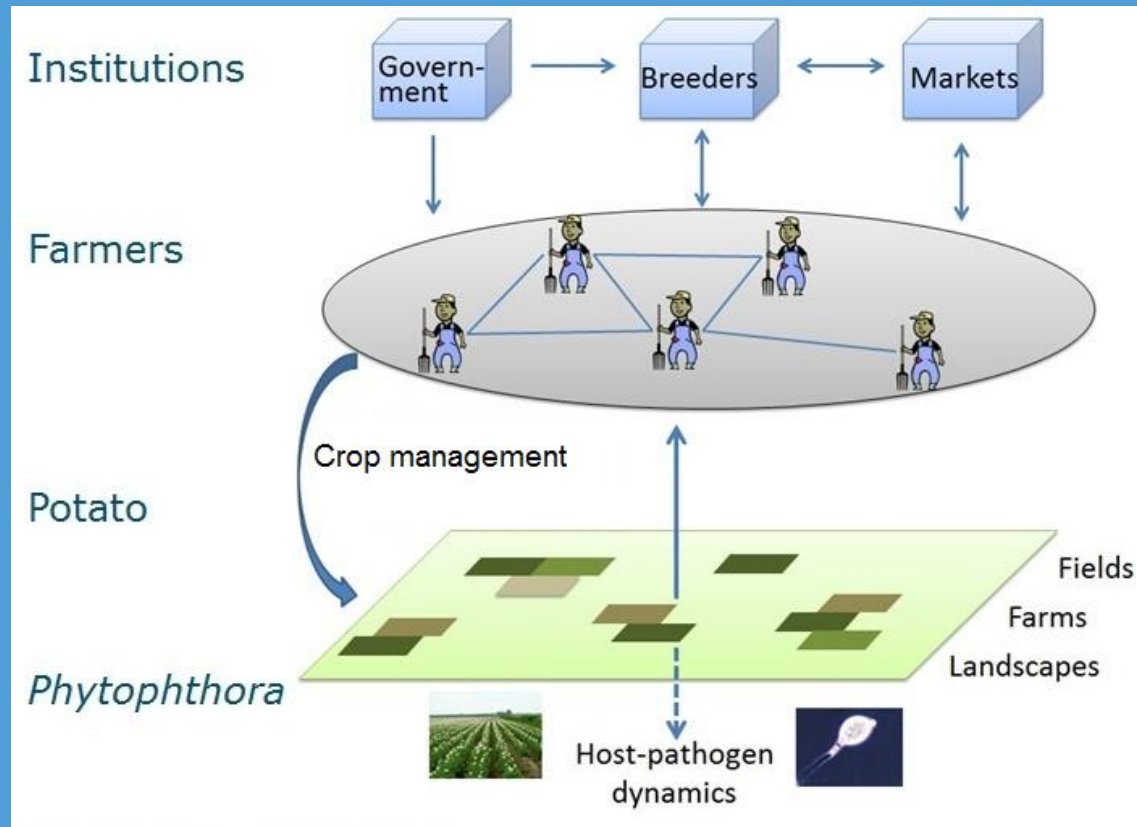 Institutions
Govern-
ment
Breeders
Markets
Farmers
Crop management
Potato
Fields
Farms
Landscapes
Phytophthora
Host-pathogen
dynamics